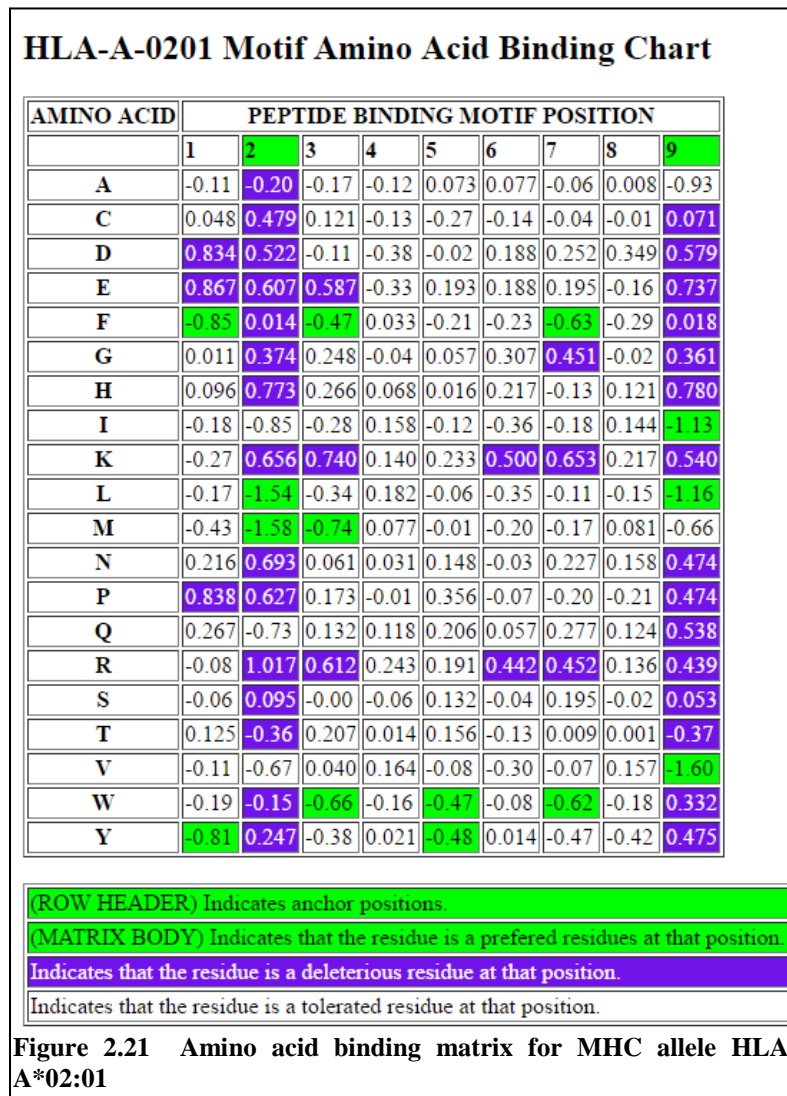 HLA-A-0201 Motif Amino Acid Binding Chart
AMINO ACID PEPTIDE BINDING MOTIF POSITION
1 2 3 4 5 6 7 8 9
A -0.11 -0.20 -0.17 -0.12 0.073 0.077 -0.06 0.008 -0.93
C 0.048 0.479 0.121 -0.13 -0.27 -0.14 -0.04 -0.01 0.071
D 0.834 0.522 -0.11 -0.38 -0.02 0.188 0.252 0.349 0.579
E 0.867 0.607 0.587 -0.33 0.193 0.188 0.195 -0.16 0.737
F -0.85 0.014 -0.47 0.033 -0.21 -0.23 -0.63 -0.29 0.018
G 0.011 0.374 0.248 -0.04 0.057 0.307 0.451 -0.02 0.361
H 0.096 0.773 0.266 0.068 0.016 0.217 -0.13 0.121 0.780
I -0.18 -0.85 -0.28 0.158 -0.12 -0.36 -0.18 0.144 -1.13
K -0.27 0.656 0.740 0.140 0.233 0.500 0.653 0.217 0.540
L -0.17 -1.54 -0.34 0.182 -0.06 -0.35 -0.11 -0.15 -1.16
M -0.43 -1.58 -0.74 0.077 -0.01 -0.20 -0.17 0.081 -0.66
N 0.216 0.693 0.061 0.031 0.148 -0.03 0.227 0.158 0.474
P 0.838 0.627 0.173 -0.01 0.356 -0.07 -0.20 -0.21 0.474
Q 0.267 -0.73 0.132 0.118 0.206 0.057 0.277 0.124 0.538
R -0.08 1.017 0.612 0.243 0.191 0.442 0.452 0.136 0.439
S -0.06 0.095 -0.00 -0.06 0.132 -0.04 0.195 -0.02 0.053
T 0.125 -0.36 0.207 0.014 0.156 -0.13 0.009 0.001 -0.37
V -0.11 -0.67 0.040 0.164 -0.08 -0.30 -0.07 0.157 -1.60
W -0.19 -0.15 -0.66 -0.16 -0.47 -0.08 -0.62 -0.18 0.332
Y -0.81 0.247 -0.38 0.021 -0.48 0.014 -0.47 -0.42 0.475
(ROW HEADER) Indicates anchor positions.
(MATRIX BODY) Indicates that the residue is a prefered residues at that position.
Indicates that the residue is a deleterious residue at that position.
Indicates that the residue is a tolerated residue at that position.
Figure 2.21 Amino acid binding matrix for MHC allele HLA
A*02:01